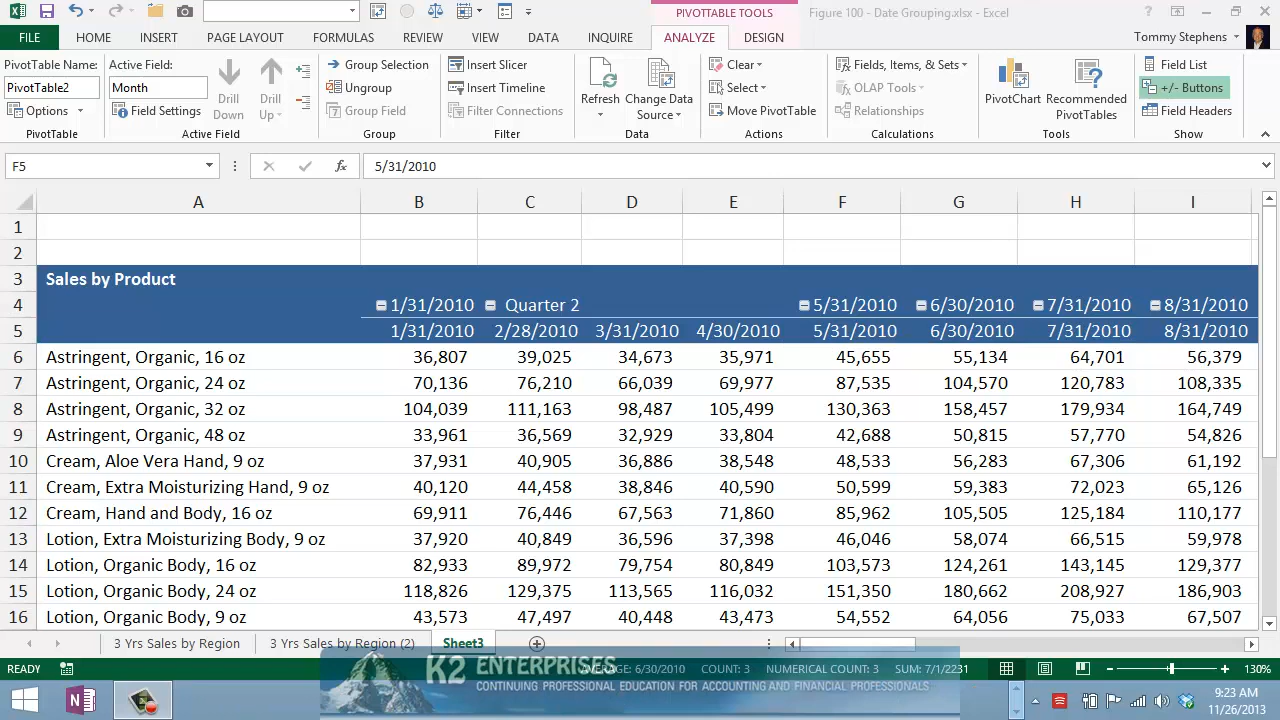 PIVOTTABLE TOOLS
Figure 100 - Date Grouping.xlsx - Excel
FILE HOME INSERT PAGE LAYOUT FORMULAS REVIEW VIEW DATA INQUIRE ANALYZE DESIGN Tommy Stephens
PivotTable Name: Active Field: Group Selection Insert Slicer Clear Fields, Items, & Sets Field List
PivotTable2 Month Ungroup Insert Timeline Select OLAP Tools +/- Buttons
Options Field Settings Drill Down Drill Up Group Field Filter Connections Refresh Change Data Source Move PivotTable Relationships PivotChart Recommended PivotTables Field Headers
PivotTable Active Field Group Filter Data Actions Calculations Tools Show
F5 fx 5/31/2010
A B C D E F G H I
1
2
3 Sales by Product
4 1/31/2010 Quarter 2 5/31/2010 6/30/2010 7/31/2010 8/31/2010
5 1/31/2010 2/28/2010 3/31/2010 4/30/2010 5/31/2010 6/30/2010 7/31/2010 8/31/2010
6 Astringent, Organic, 16 oz 36,807 39,025 34,673 35,971 45,655 55,134 64,701 56,379
7 Astringent, Organic, 24 oz 70,136 76,210 66,039 69,977 87,535 104,570 120,783 108,335
8 Astringent, Organic, 32 oz 104,039 111,163 98,487 105,499 130,363 158,457 179,934 164,749
9 Astringent, Organic, 48 oz 33,961 36,569 32,929 33,804 42,688 50,815 57,770 54,826
10 Cream, Aloe Vera Hand, 9 oz 37,931 40,905 36,886 38,548 48,533 56,283 67,306 61,192
11 Cream, Extra Moisturizing Hand, 9 oz 40,120 44,458 38,846 40,590 50,599 59,383 72,023 65,126
12 Cream, Hand and Body, 16 oz 69,911 76,446 67,563 71,860 85,962 105,505 125,184 110,177
13 Lotion, Extra Moisturizing Body, 9 oz 37,920 40,849 36,596 37,398 46,046 58,074 66,515 59,978
14 Lotion, Organic Body, 16 oz 82,933 89,972 79,754 80,849 103,573 124,261 143,145 129,377
15 Lotion, Organic Body, 24 oz 118,826 129,375 113,565 116,032 151,350 180,662 208,927 186,903
16 Lotion, Organic Body, 9 oz 43,573 47,497 40,448 43,473 54,552 64,056 75,033 67,507
3 Yrs Sales by Region 3 Yrs Sales by Region (2) Sheet3
READY AVERAGE: 6/30/2010 COUNT: 3 NUMERICAL COUNT: 3 SUM: 7/1/2231 130%
K2 ENTERPRISES
CONTINUING PROFESSIONAL EDUCATION FOR ACCOUNTING AND FINANCIAL PROFESSIONALS
9:23 AM
11/26/2013